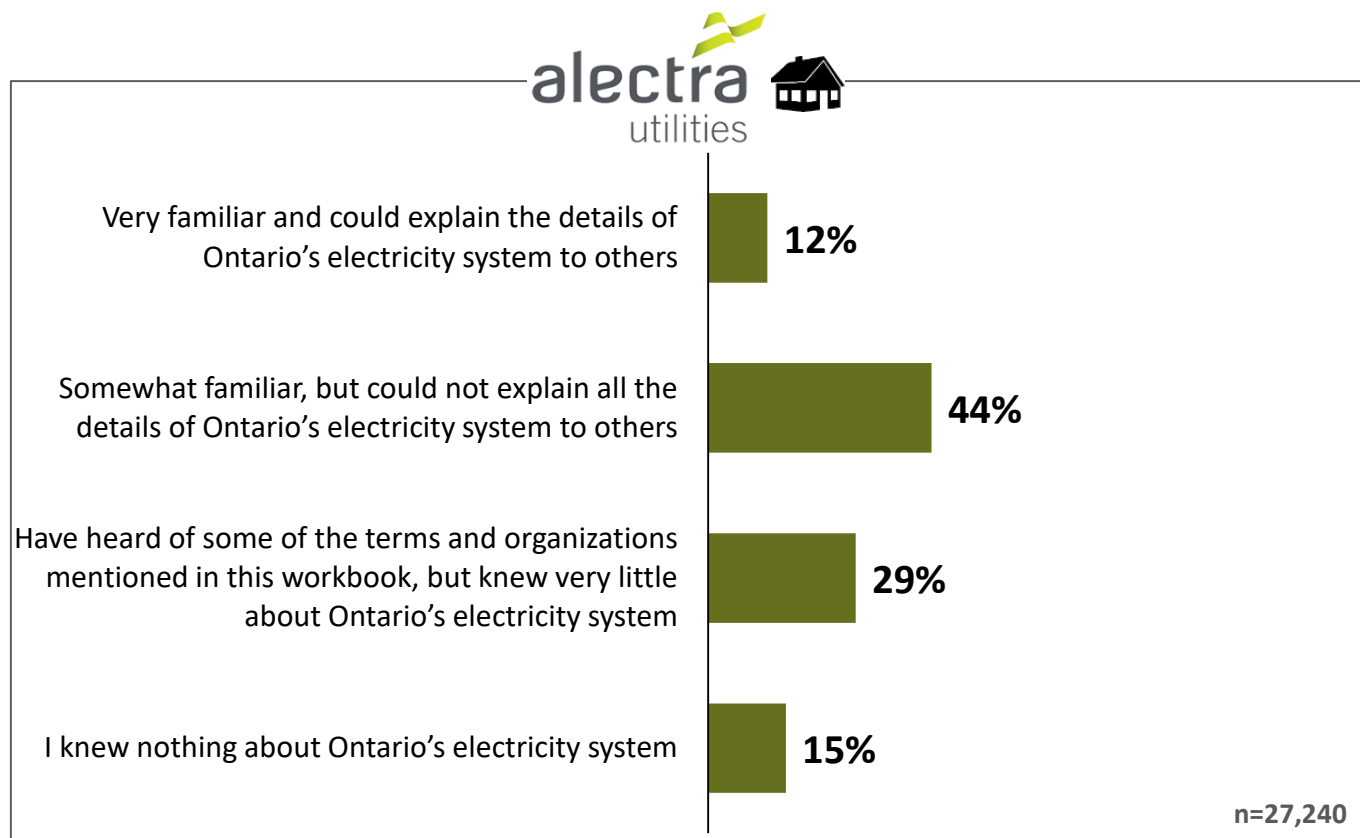 alectra
utilities
Very familiar and could explain the details of
Ontario’s electricity system to others
12%
Somewhat familiar, but could not explain all the
details of Ontario’s electricity system to others
44%
Have heard of some of the terms and organizations
mentioned in this workbook, but knew very little
about Ontario’s electricity system
29%
I knew nothing about Ontario’s electricity system
15%
n=27,240